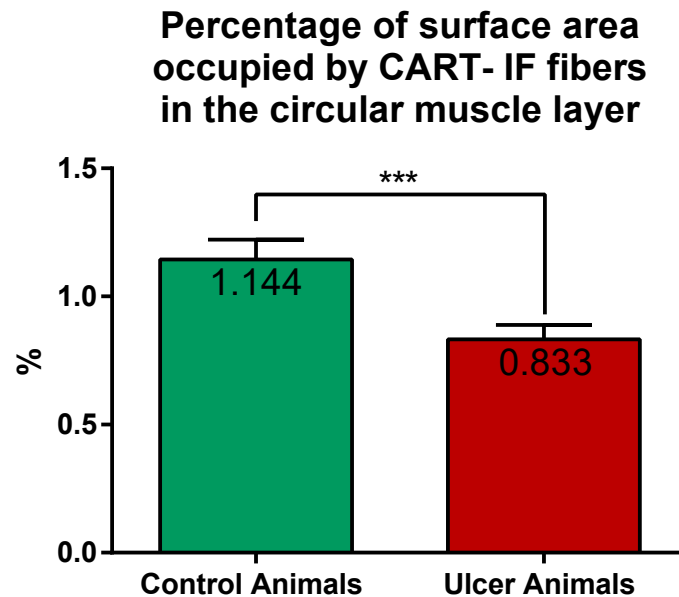 Percentage of surface area
occupied by CART- IF fibers
in the circular muscle layer
1.5
***
1.144
1.0
0.833
%
0.5
0.0
Control Animals
Ulcer Animals